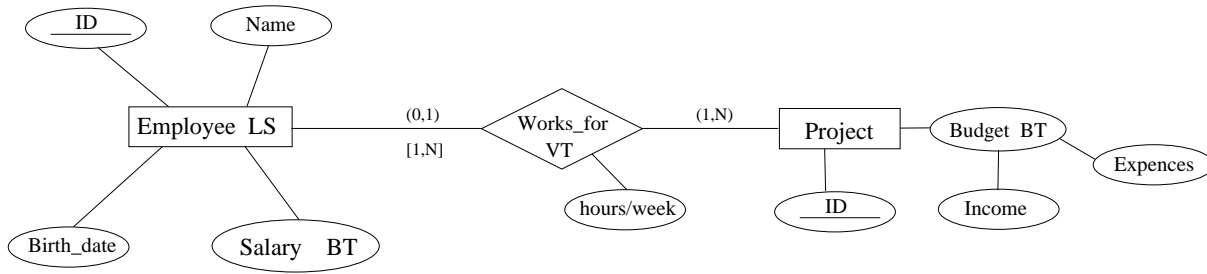 ID
Name
Employee LS
(0,1)
[1,N]
Works_for
VT
(1,N)
Project
Budget BT
Expences
hours/week
ID
Income
Birth_date
Salary BT